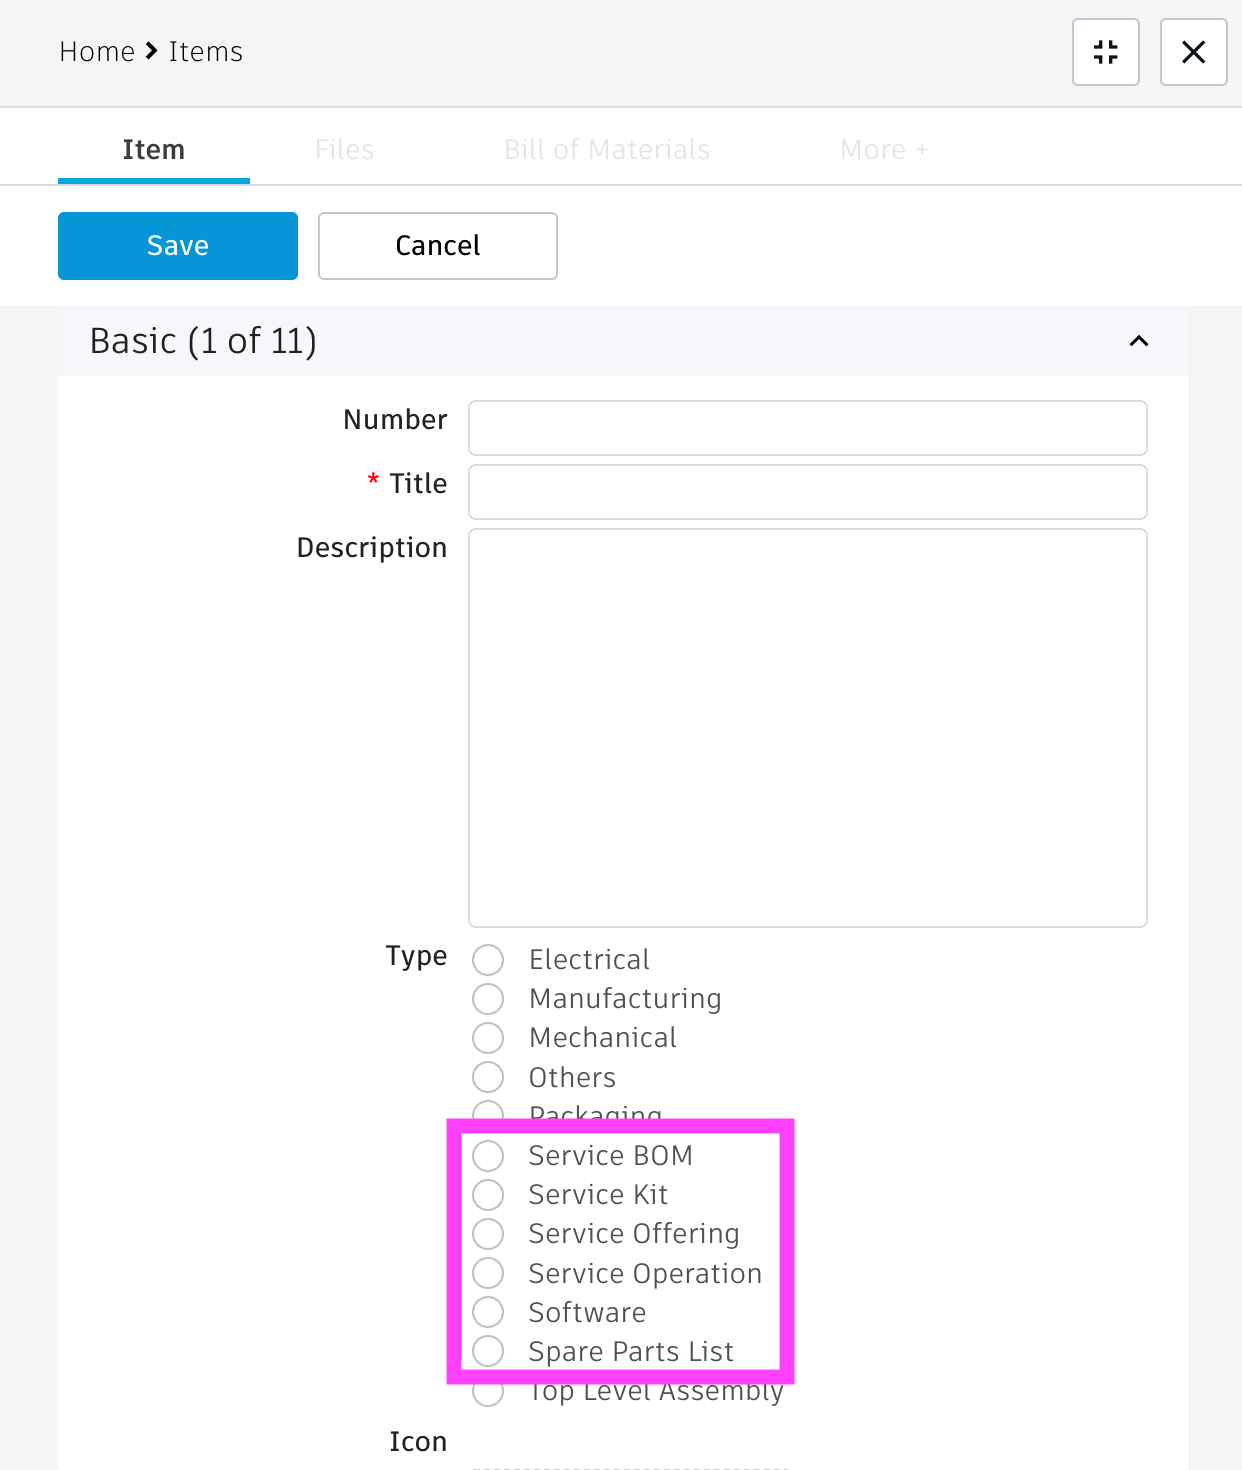 Home > Items
Item Files Bill of Materials More +
Save Cancel
Basic (1 of 11)
Number
* Title
Description
Type
Electrical
Manufacturing
Mechanical
Others
Packaging
Service BOM
Service Kit
Service Offering
Service Operation
Software
Spare Parts List
Top Level Assembly
Icon